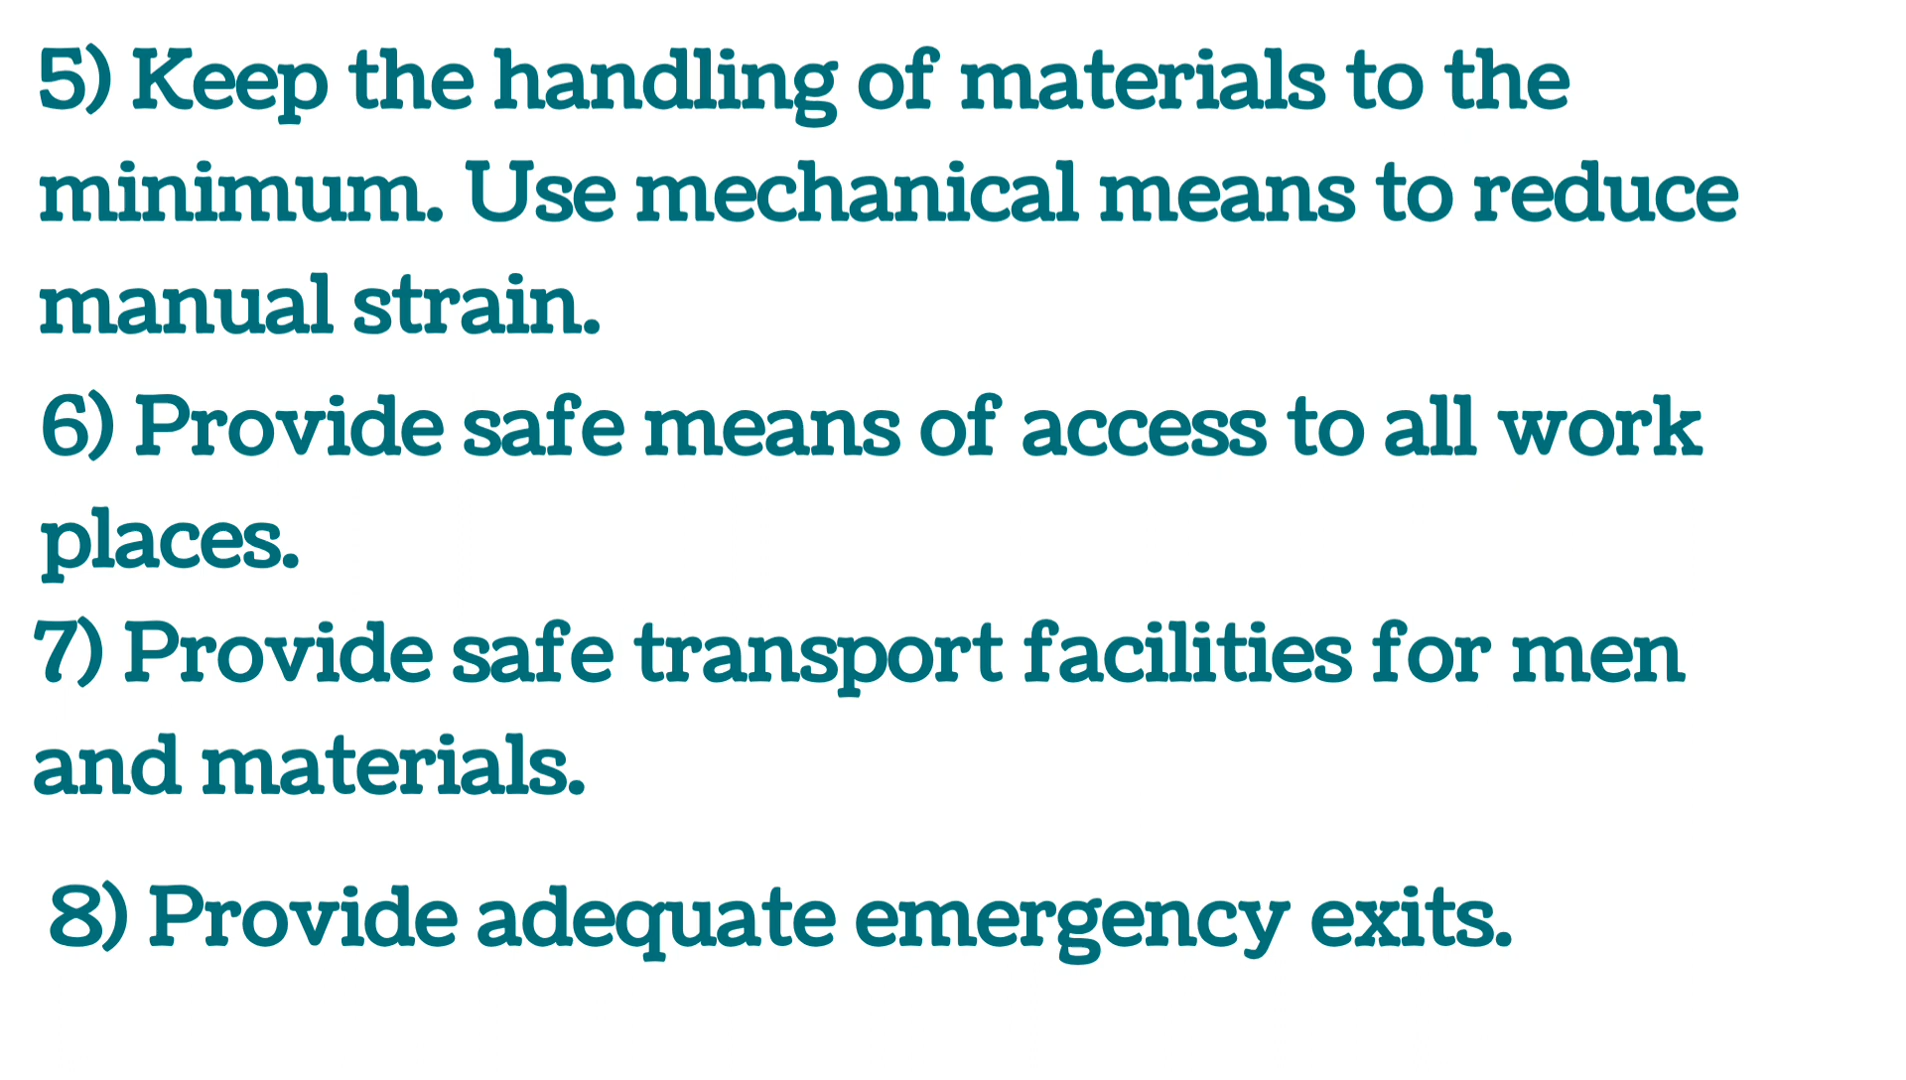 5) Keep the handling of materials to the
minimum. Use mechanical means to reduce
manual strain.
6) Provide safe means of access to all work
places.
7) Provide safe transport facilities for men
and materials.
8) Provide adequate emergency exits.